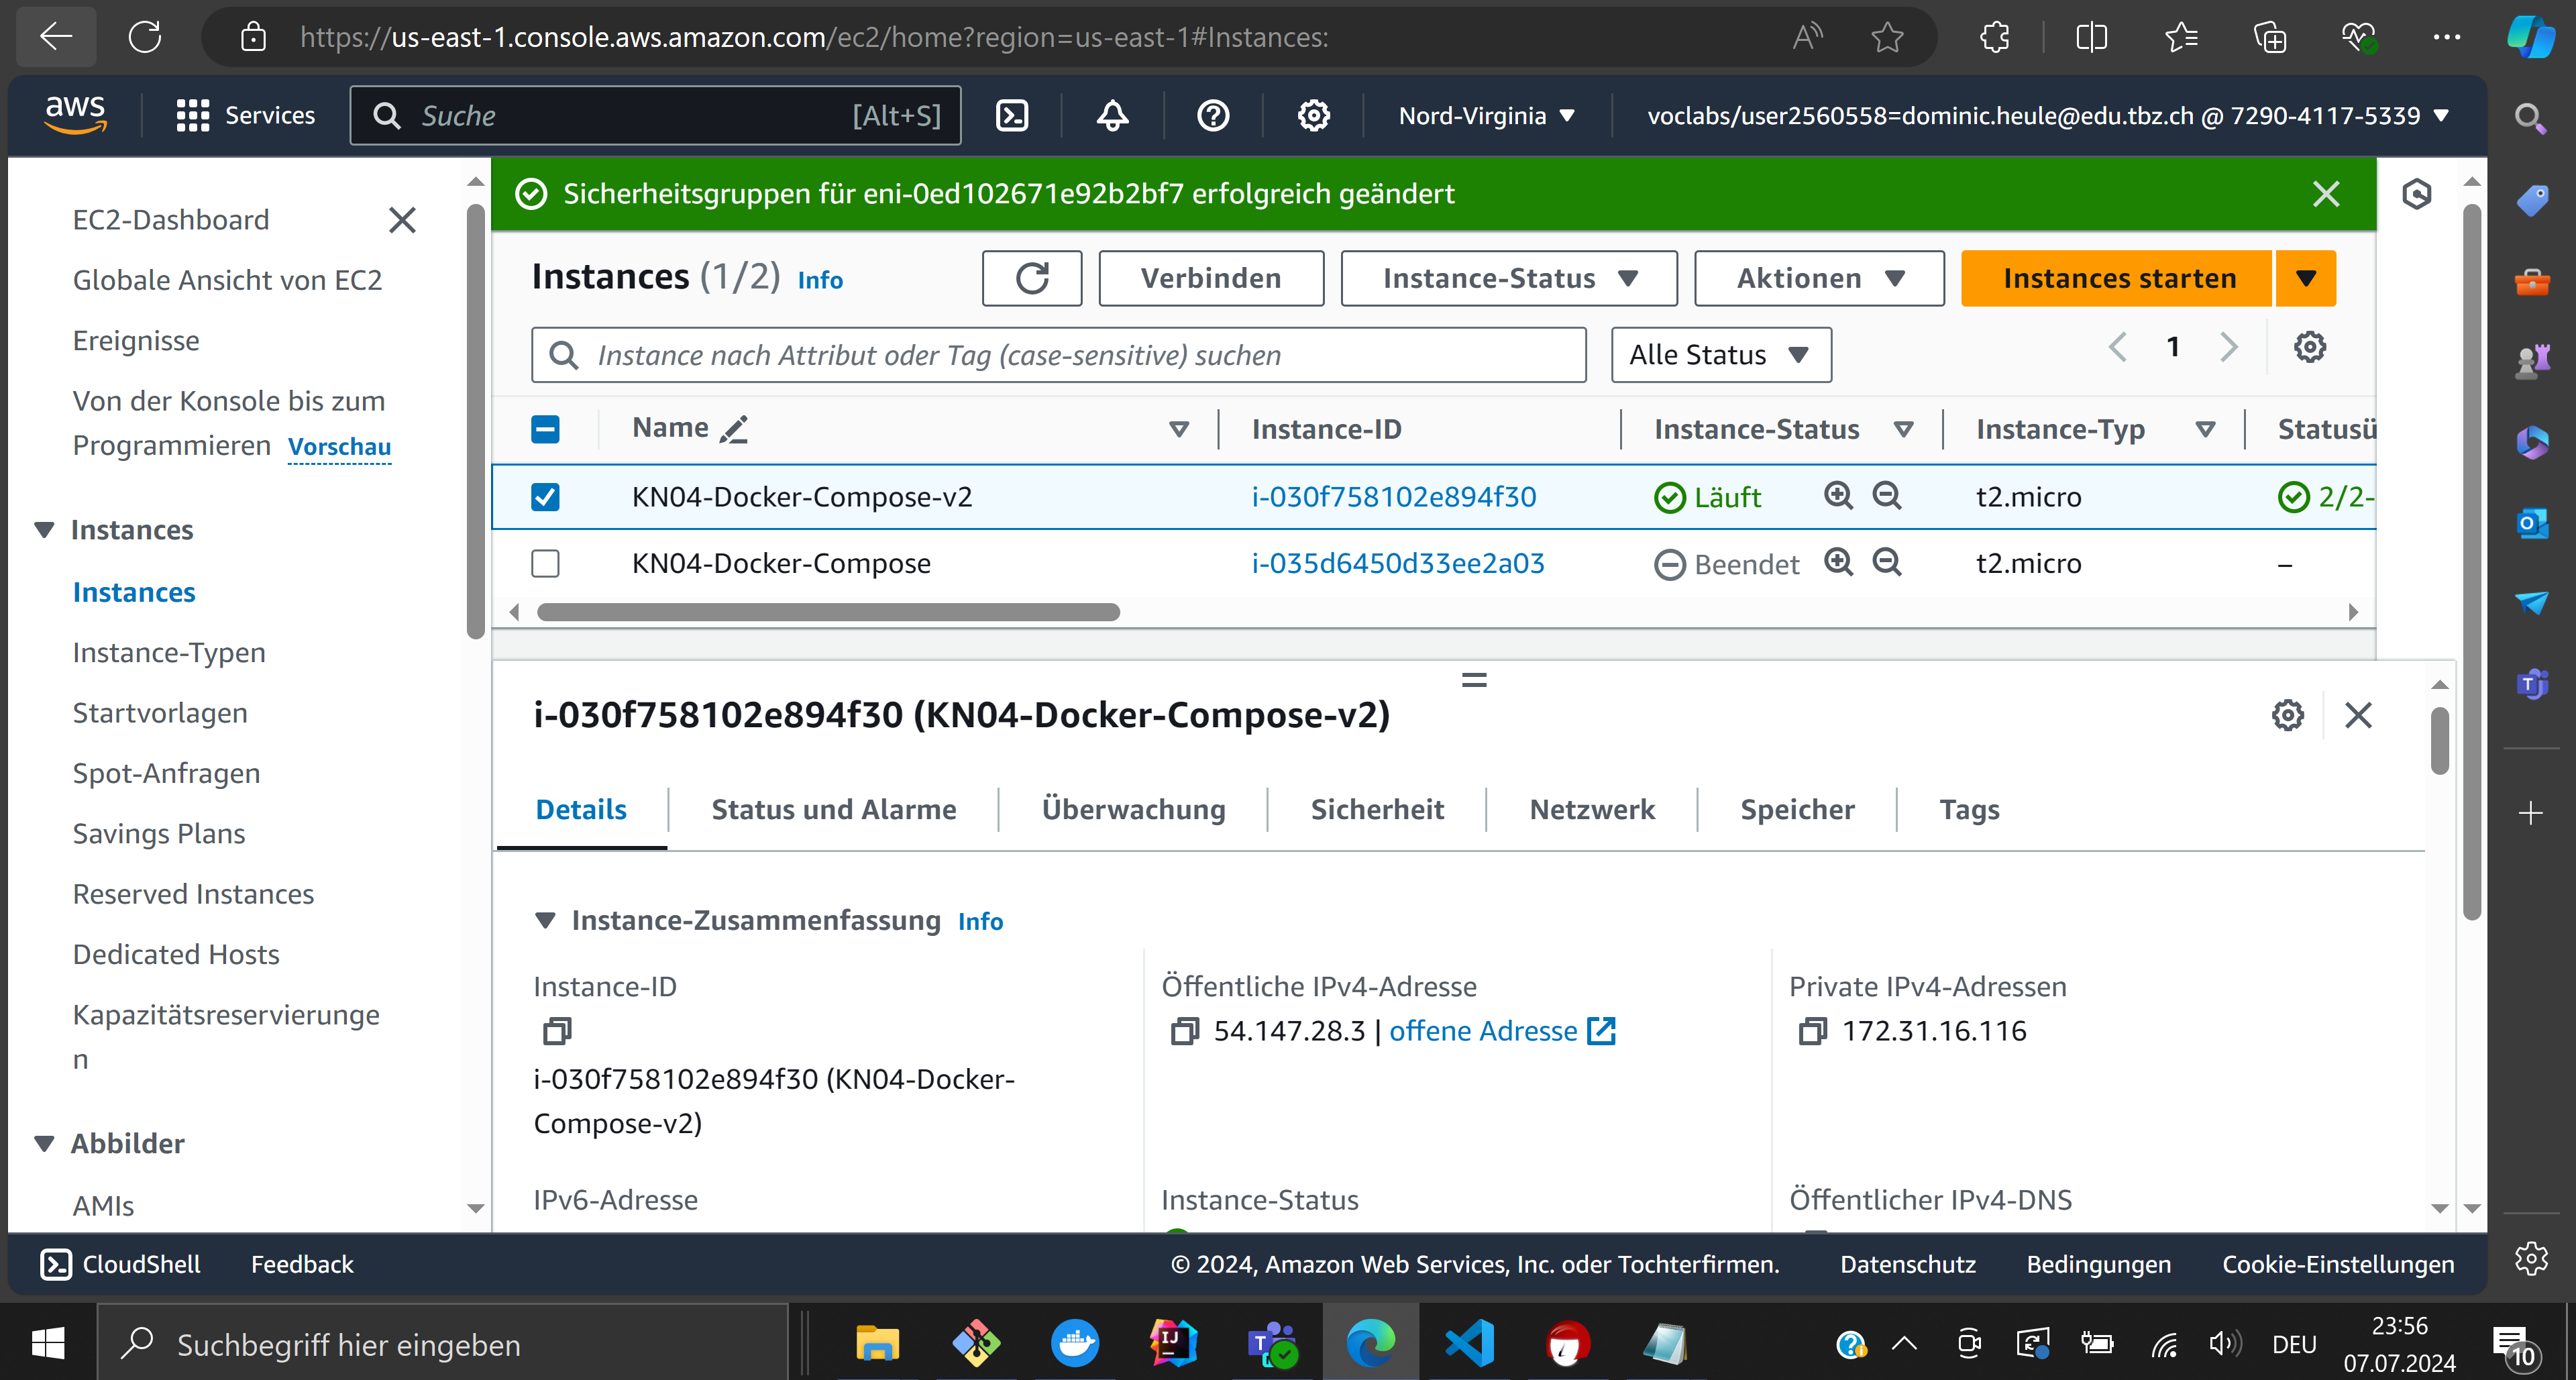 https://us-east-1.console.aws.amazon.com/ec2/home?region=us-east-1#Instances:
aws
Services
Suche
[Alt+S]
Nord-Virginia
voclabs/user2560558=dominic.heule@edu.tbz.ch @ 7290-4117-5339
EC2-Dashboard
Globale Ansicht von EC2
Ereignisse
Von der Konsole bis zum
Programmieren Vorschau
Instances
Instances
Instance-Typen
Startvorlagen
Spot-Anfragen
Savings Plans
Reserved Instances
Dedicated Hosts
Kapazitätsreservierunge
n
Abbilder
AMIs
Sicherheitsgruppen für eni-0ed102671e92b2bf7 erfolgreich geändert
Instances (1/2) Info
Verbinden
Instance-Status
Aktionen
Instances starten
Instance nach Attribut oder Tag (case-sensitive) suchen
Alle Status
1
Name
Instance-ID
Instance-Status
Instance-Typ
Statusü
KN04-Docker-Compose-v2
i-030f758102e894f30
Läuft
t2.micro
2/2-
KN04-Docker-Compose
i-035d6450d33ee2a03
Beendet
t2.micro
–
i-030f758102e894f30 (KN04-Docker-Compose-v2)
Details
Status und Alarme
Überwachung
Sicherheit
Netzwerk
Speicher
Tags
Instance-Zusammenfassung Info
Instance-ID
i-030f758102e894f30 (KN04-Docker-
Compose-v2)
Öffentliche IPv4-Adresse
54.147.28.3 | offene Adresse
Private IPv4-Adressen
172.31.16.116
IPv6-Adresse
Instance-Status
Öffentlicher IPv4-DNS
CloudShell
Feedback
© 2024, Amazon Web Services, Inc. oder Tochterfirmen.
Datenschutz
Bedingungen
Cookie-Einstellungen
Suchbegriff hier eingeben
DEU
23:56
07.07.2024
10